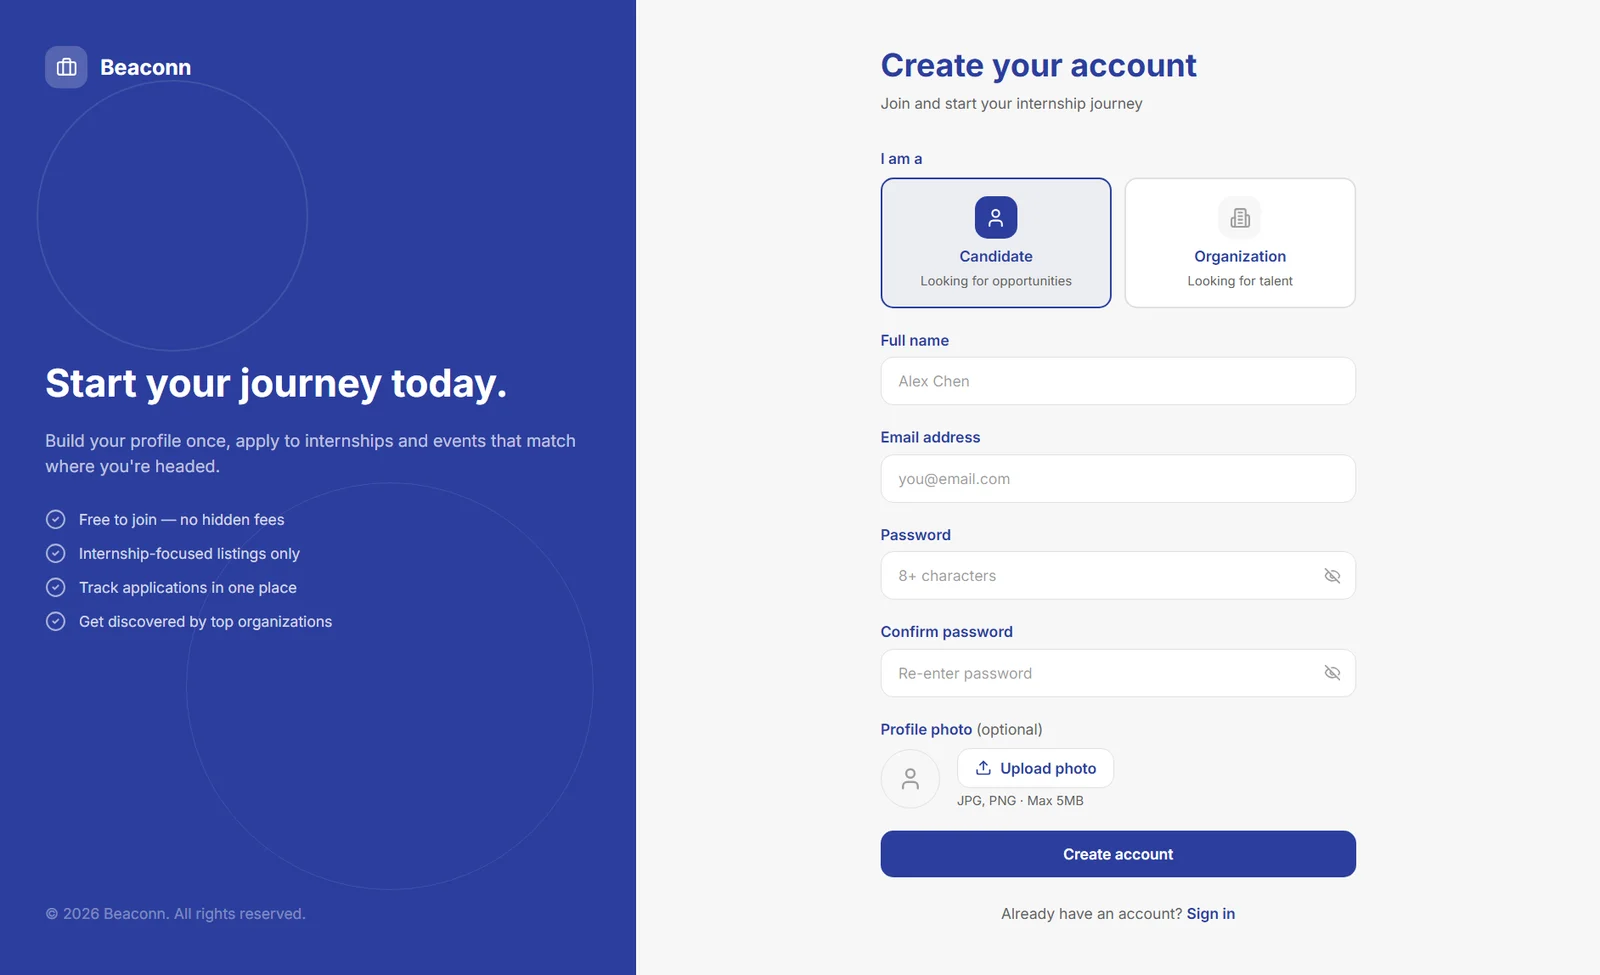 Beaconn
Start your journey today.
Build your profile once, apply to internships and events that match
where you're headed.
Free to join — no hidden fees
Internship-focused listings only
Track applications in one place
Get discovered by top organizations
© 2026 Beaconn. All rights reserved.
Create your account
Join and start your internship journey
I am a
Candidate
Looking for opportunities
Organization
Looking for talent
Full name
Alex Chen
Email address
you@email.com
Password
8+ characters
Confirm password
Re-enter password
Profile photo (optional)
Upload photo
JPG, PNG · Max 5MB
Create account
Already have an account? Sign in